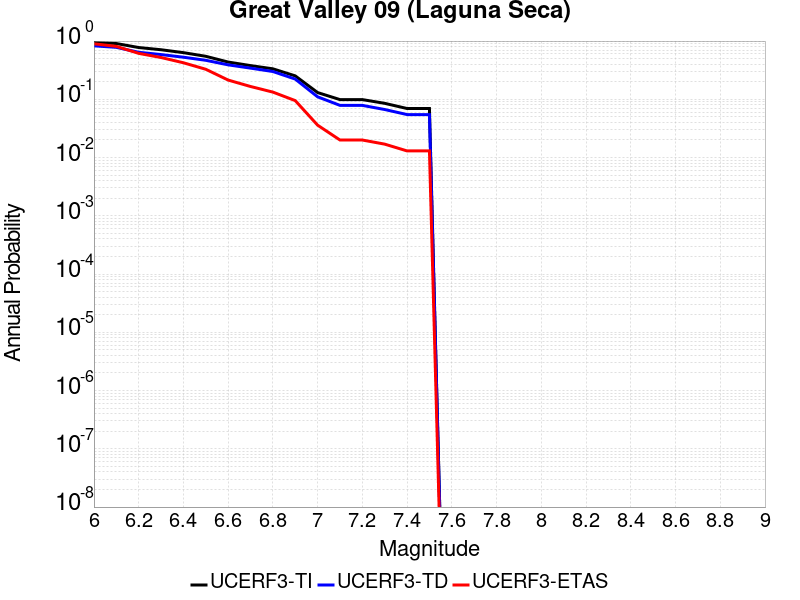 Great Valley 09 (Laguna Seca)
10^0
10^-1
10^-2
10^-3
10^-4
10^-5
10^-6
10^-7
10^-8
Annual Probability
6 6.2 6.4 6.6 6.8 7 7.2 7.4 7.6 7.8 8 8.2 8.4 8.6 8.8 9
Magnitude
UCERF3-TI UCERF3-TD UCERF3-ETAS